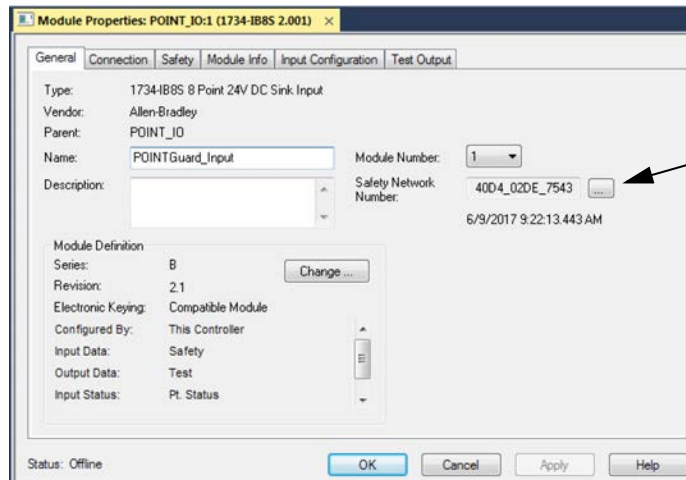 Module Properties: POINT_IO:1 (1734-IB8S 2.001) ×
General Connection Safety Module Info Input Configuration Test Output
Type: 1734-IB8S 8 Point 24V DC Sink Input
Vendor: Allen-Bradley
Parent: POINT_IO
Name: POINTGuard_Input Module Number: 1
Description: Safety Network Number: 40D4_02DE_7543 ...
6/9/2017 9:22:13.443 AM
Module Definition
Series: B Change ...
Revision: 2.1
Electronic Keying: Compatible Module
Configured By: This Controller
Input Data: Safety
Output Data: Test
Input Status: Pt. Status
Status: Offline OK Cancel Apply Help